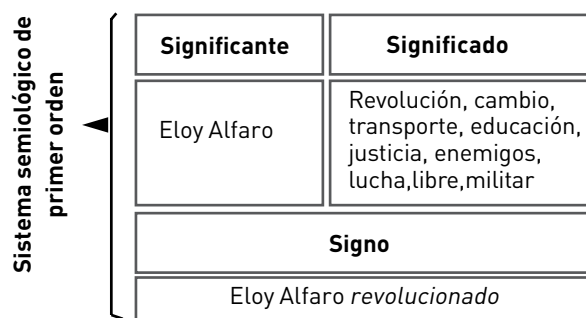 Sistema semiológico de
primer orden
Significante
Significado
Eloy Alfaro
Revolución, cambio,
transporte, educación,
justicia, enemigos,
lucha,libre,militar
Signo
Eloy Alfaro revolucionado